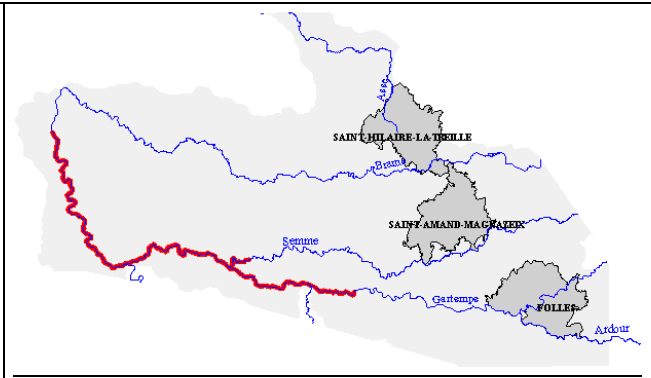 Asse
SAINT-HILAIRE-LA-TREILLE
Brame
SAINT-AMAND-MAGNAZEIX
Semme
Gartempe
FOLLES
Ardour